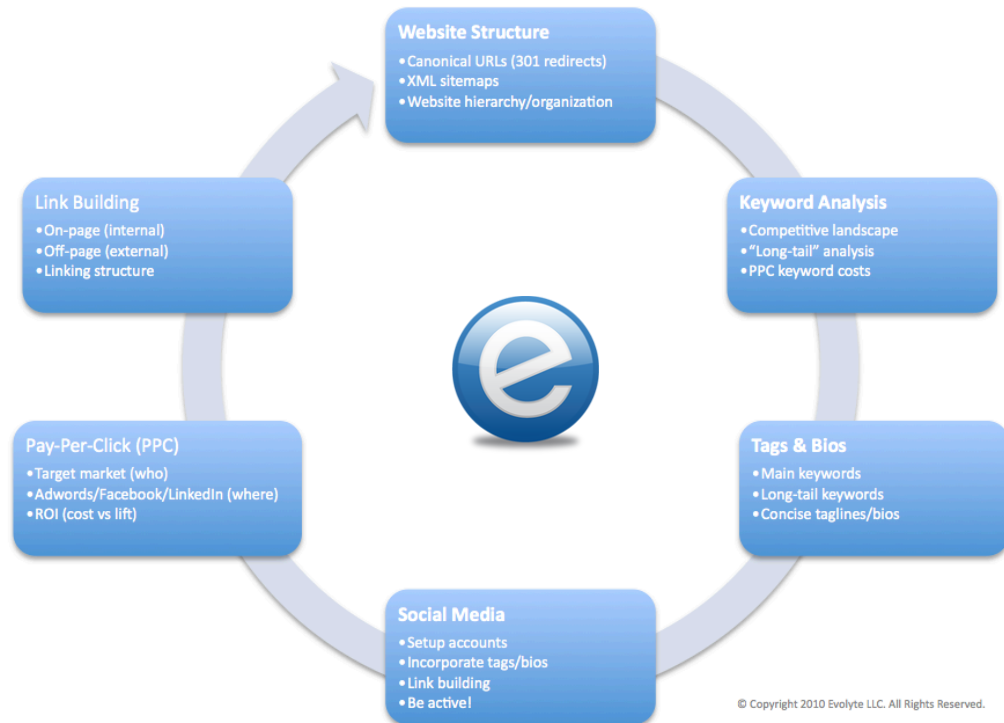 Website Structure
•Canonical URLs (301 redirects)
•XML sitemaps
•Website hierarchy/organization
Keyword Analysis
•Competitive landscape
•“Long-tail” analysis
•PPC keyword costs
Tags & Bios
•Main keywords
•Long-tail keywords
•Concise taglines/bios
Social Media
•Setup accounts
•Incorporate tags/bios
•Link building
•Be active!
Pay-Per-Click (PPC)
•Target market (who)
•Adwords/Facebook/LinkedIn (where)
•ROI (cost vs lift)
Link Building
•On-page (internal)
•Off-page (external)
•Linking structure
e
© Copyright 2010 Evolyte LLC. All Rights Reserved.